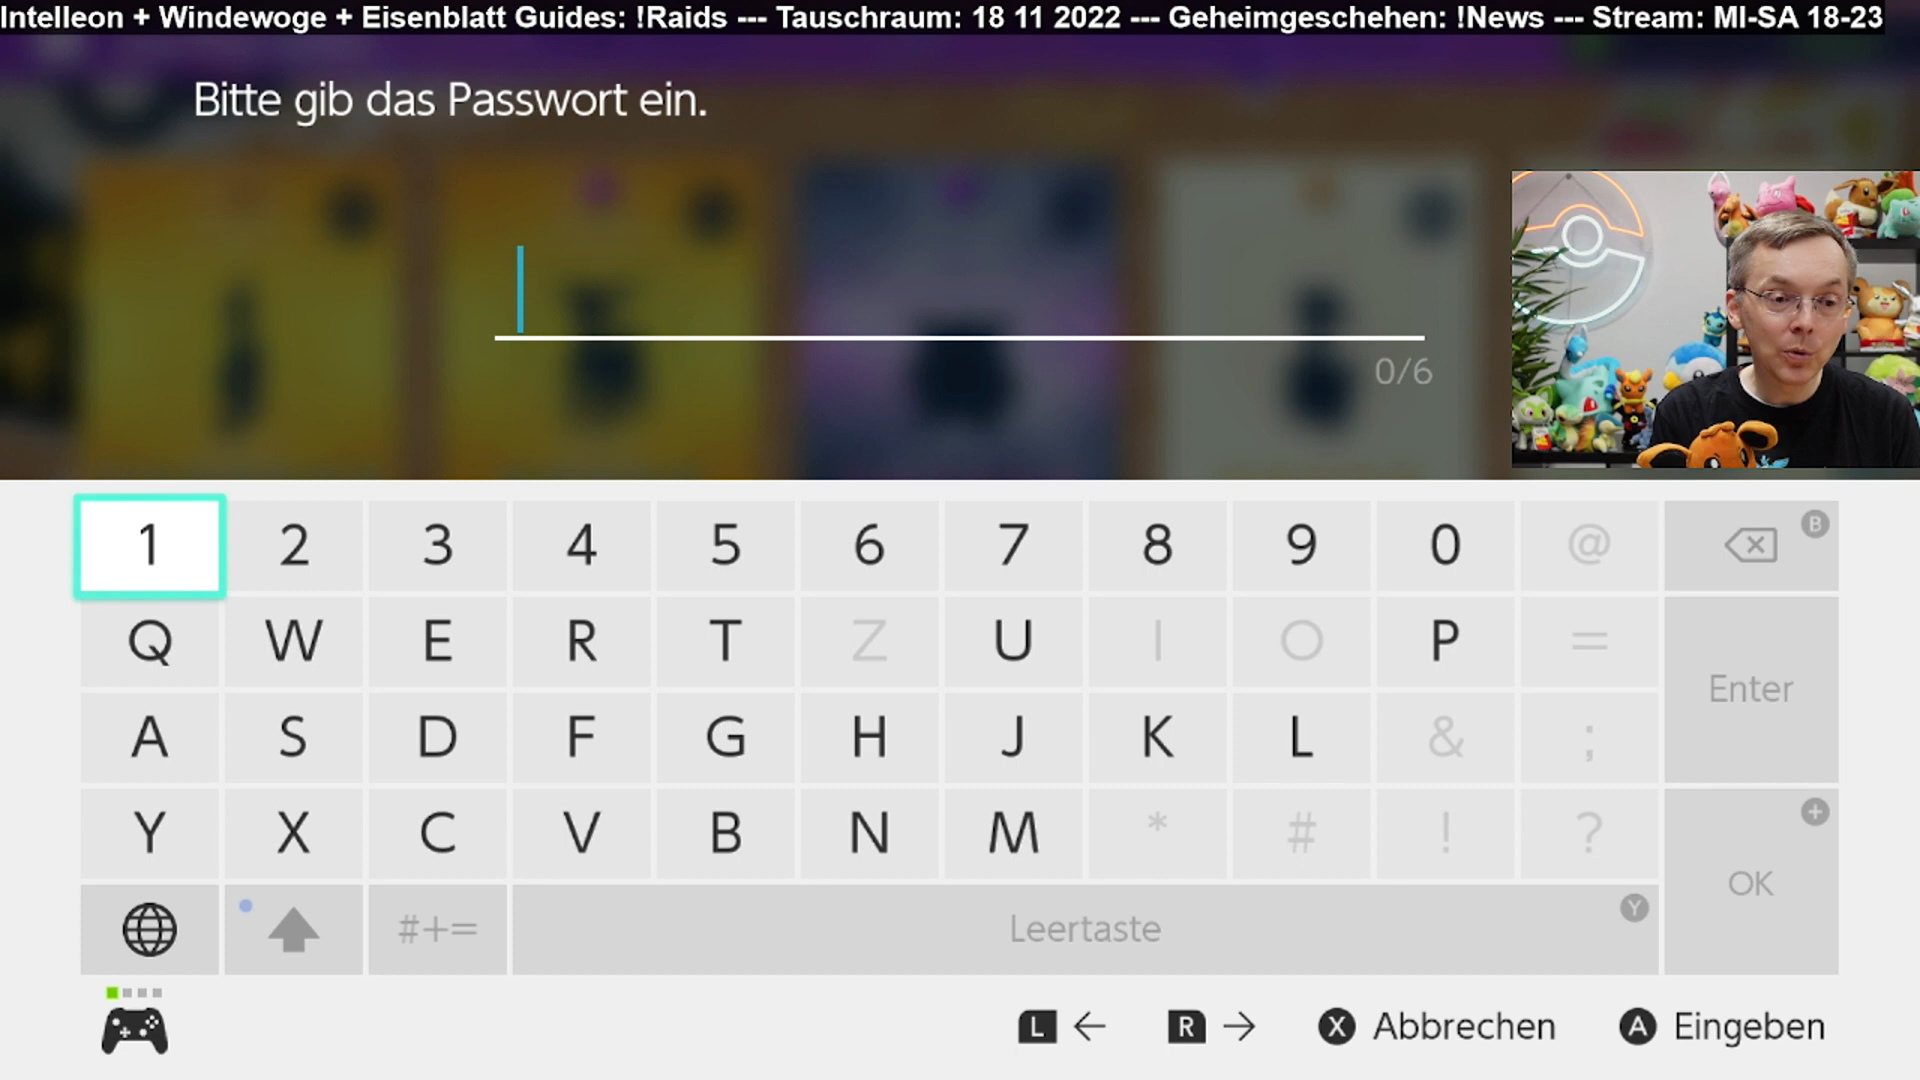 Intelleon + Windewoge + Eisenblatt Guides: !Raids --- Tauschraum: 18 11 2022 --- Geheimgeschehen: !News --- Stream: MI-SA 18-23
Bitte gib das Passwort ein.
0/6
1 2 3 4 5 6 7 8 9 0 @ B
Q W E R T Z U I O P = Enter
A S D F G H J K L & ;
Y X C V B N M * # ! ? + OK
#+= Leertaste Y
L ← R → X Abbrechen A Eingeben